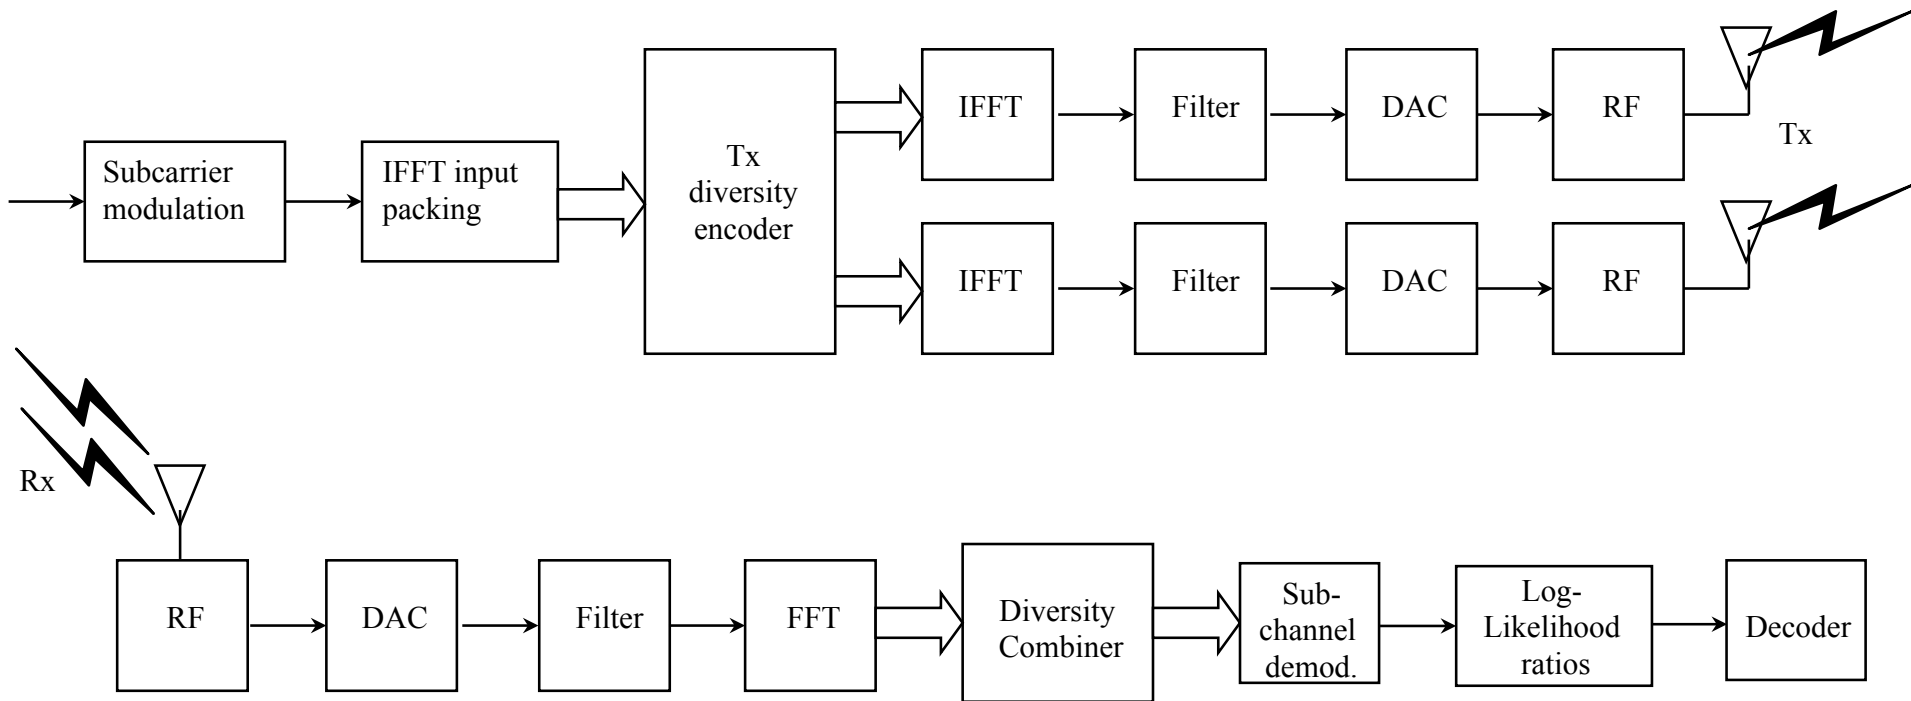 Subcarrier
modulation
IFFT input
packing
Tx
diversity
encoder
IFFT
Filter
DAC
RF
Tx
IFFT
Filter
DAC
RF
Rx
RF
DAC
Filter
FFT
Diversity
Combiner
Sub-
channel
demod.
Log-
Likelihood
ratios
Decoder